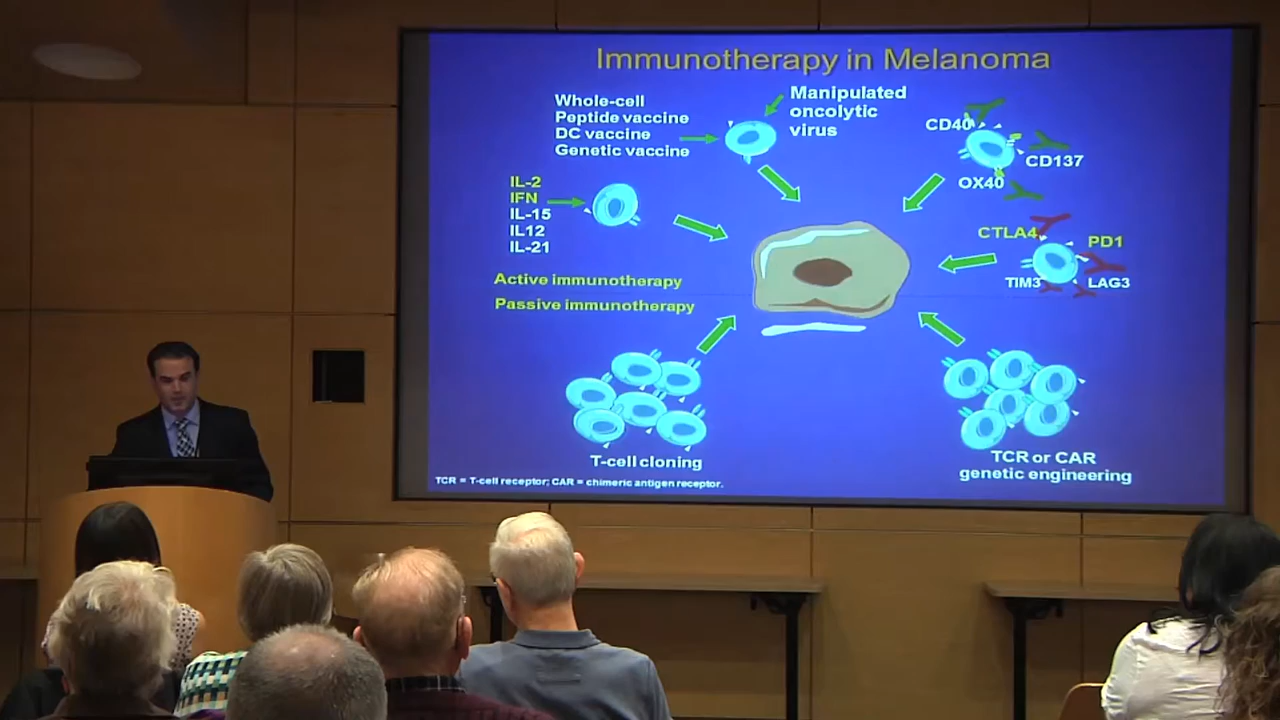 Immunotherapy in Melanoma
Whole-cell
Peptide vaccine
DC vaccine
Genetic vaccine
Manipulated
oncolytic
virus
CD40
CD137
OX40
IL-2
IFN
IL-15
IL12
IL-21
CTLA4
PD1
TIM3
LAG3
Active immunotherapy
Passive immunotherapy
T-cell cloning
TCR or CAR
genetic engineering
TCR = T-cell receptor; CAR = chimeric antigen receptor.